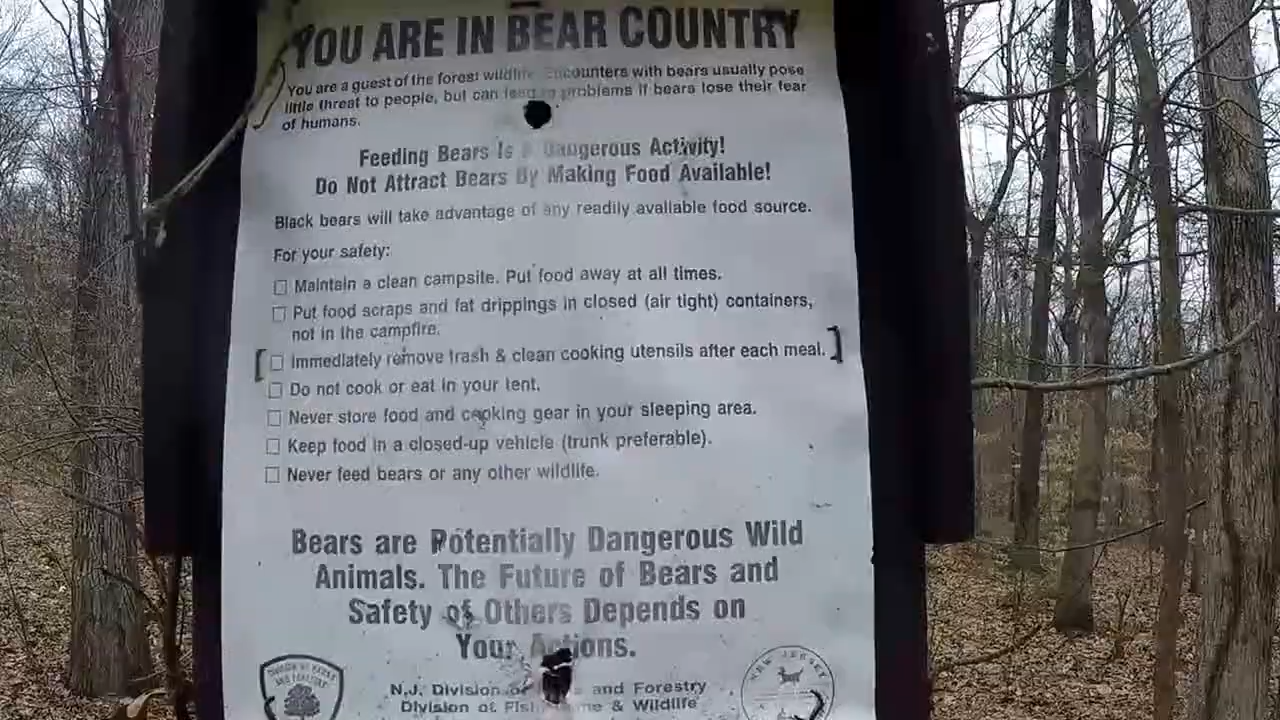 YOU ARE IN BEAR COUNTRY
You are a guest of the forest wildlife. Encounters with bears usually pose
little threat to people, but can lead to problems if bears lose their fear
of humans.
Feeding Bears Is a Dangerous Activity!
Do Not Attract Bears By Making Food Available!
Black bears will take advantage of any readily available food source.
For your safety:
☐ Maintain a clean campsite. Put food away at all times.
☐ Put food scraps and fat drippings in closed (air tight) containers,
not in the campfire.
[☐ Immediately remove trash & clean cooking utensils after each meal.]
☐ Do not cook or eat in your tent.
☐ Never store food and cooking gear in your sleeping area.
☐ Keep food in a closed-up vehicle (trunk preferable).
☐ Never feed bears or any other wildlife.
Bears are Potentially Dangerous Wild
Animals. The Future of Bears and
Safety of Others Depends on
Your Actions.
N.J. Division of and Forestry
Division of Fish, & Wildlife
NEW JERSEY